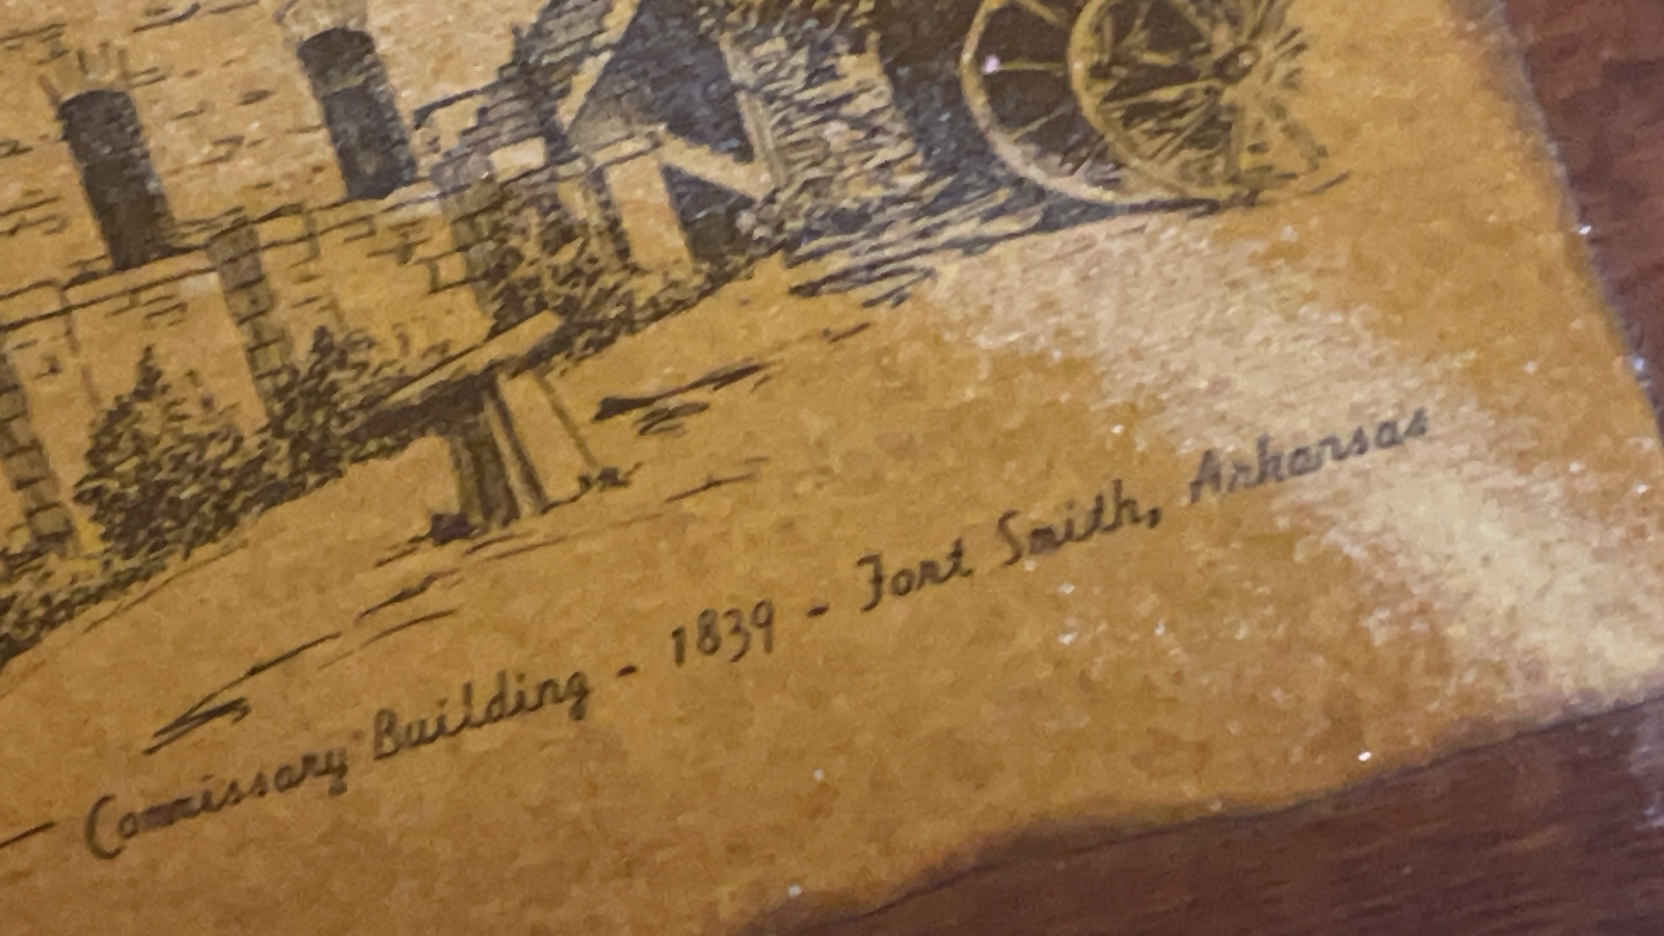 — Commissary Building - 1839 - Fort Smith, Arkansas